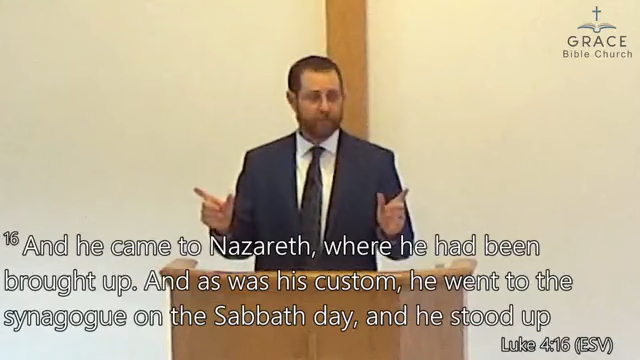 GRACE
Bible Church
16 And he came to Nazareth, where he had been
brought up. And as was his custom, he went to the
synagogue on the Sabbath day, and he stood up
Luke 4:16 (ESV)